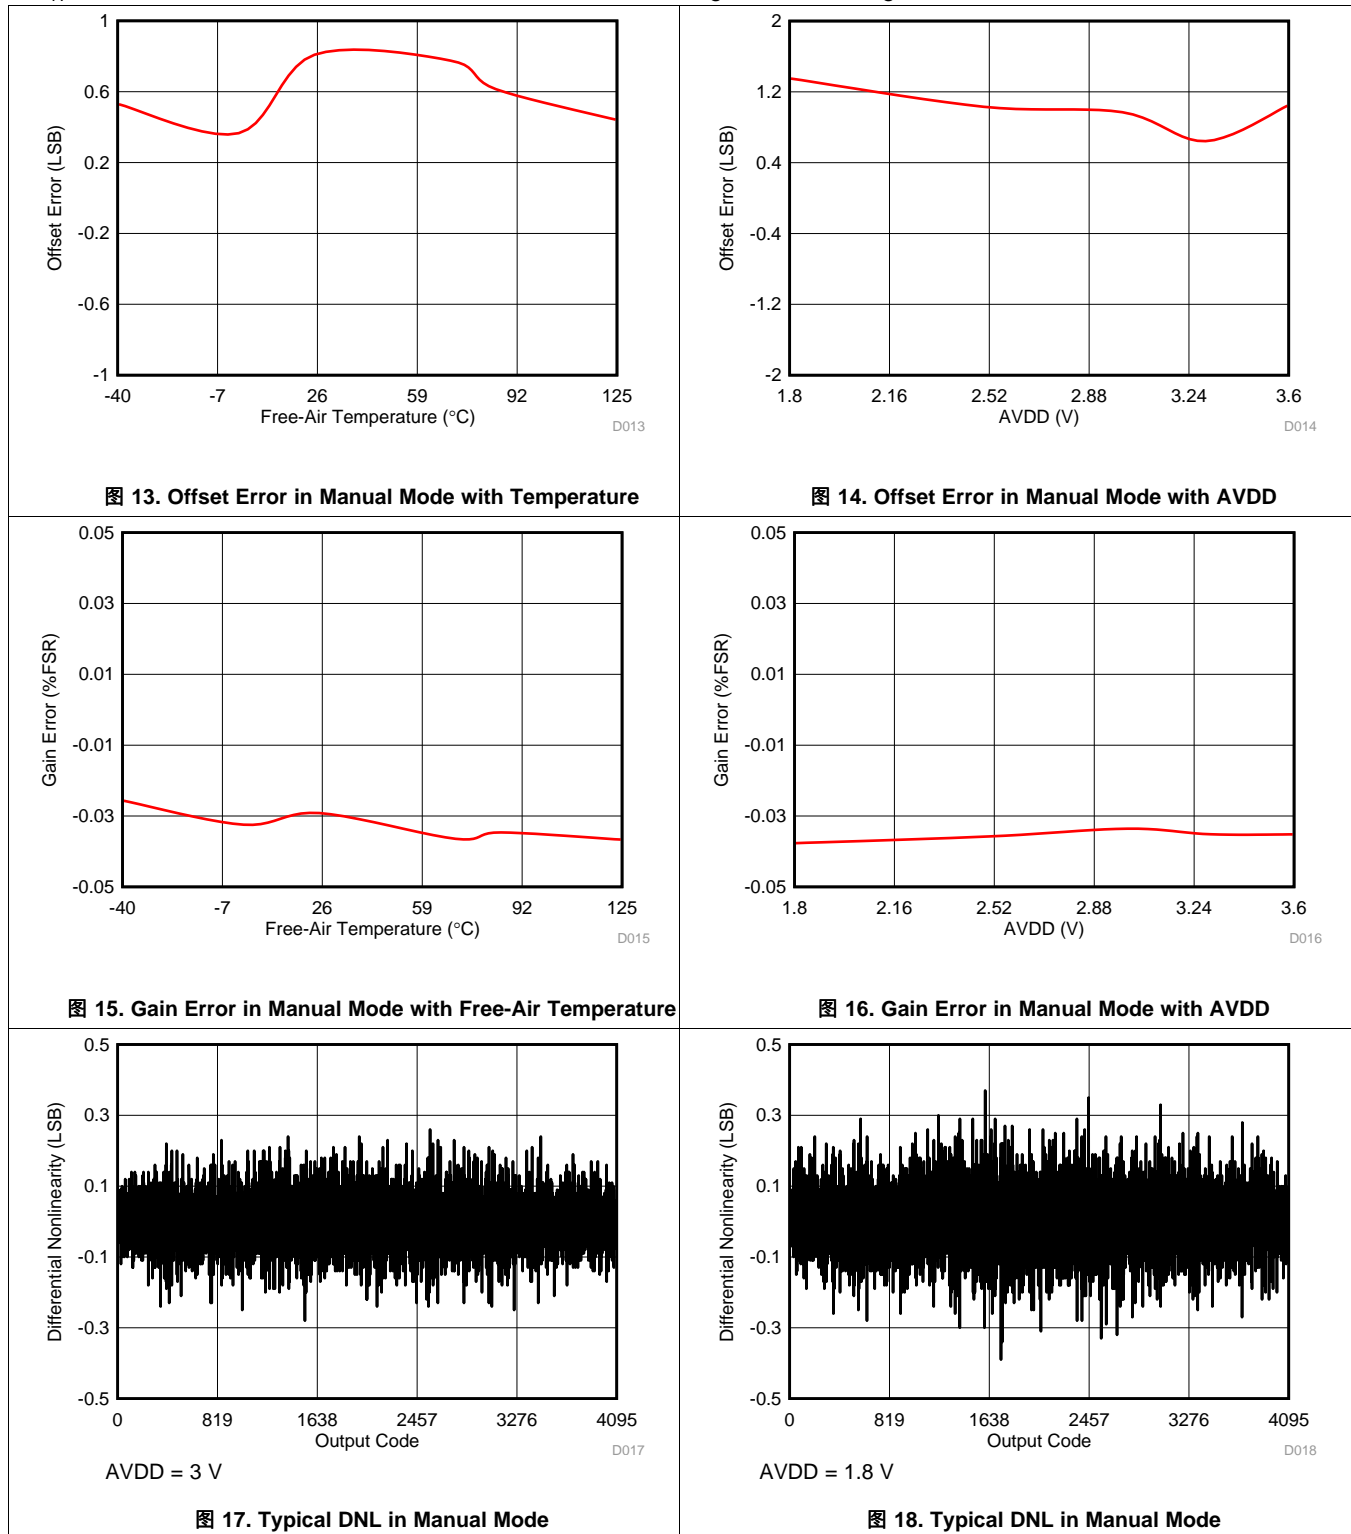 1
0.6
0.2
-0.2
-0.6
-1
Offset Error (LSB)
-40 -7 26 59 92 125
Free-Air Temperature (°C)
D013
图 13. Offset Error in Manual Mode with Temperature
2
1.2
0.4
-0.4
-1.2
-2
Offset Error (LSB)
1.8 2.16 2.52 2.88 3.24 3.6
AVDD (V)
D014
图 14. Offset Error in Manual Mode with AVDD
0.05
0.03
0.01
-0.01
-0.03
-0.05
Gain Error (%FSR)
-40 -7 26 59 92 125
Free-Air Temperature (°C)
D015
图 15. Gain Error in Manual Mode with Free-Air Temperature
0.05
0.03
0.01
-0.01
-0.03
-0.05
Gain Error (%FSR)
1.8 2.16 2.52 2.88 3.24 3.6
AVDD (V)
D016
图 16. Gain Error in Manual Mode with AVDD
0.5
0.3
0.1
-0.1
-0.3
-0.5
Differential Nonlinearity (LSB)
0 819 1638 2457 3276 4095
Output Code
D017
AVDD = 3 V
图 17. Typical DNL in Manual Mode
0.5
0.3
0.1
-0.1
-0.3
-0.5
Differential Nonlinearity (LSB)
0 819 1638 2457 3276 4095
Output Code
D018
AVDD = 1.8 V
图 18. Typical DNL in Manual Mode